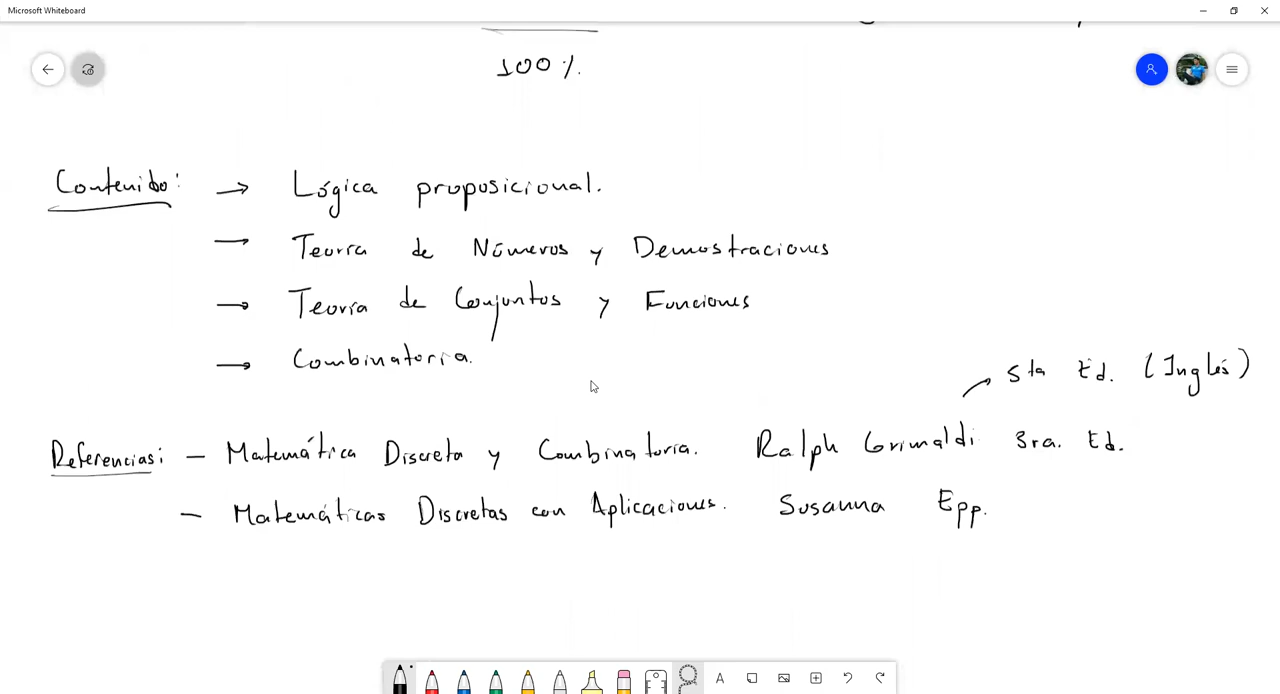 Microsoft Whiteboard
100 %.
Contenido: → Lógica proposicional.
→ Teoría de Números y Demostraciones
→ Teoría de Conjuntos y Funciones
→ Combinatoria.
5ta Ed. (Inglés)
Referencias: - Matemática Discreta y Combinatoria. Ralph Grimaldi 3ra. Ed.
- Matemáticas Discretas con Aplicaciones. Susanna Epp.
A